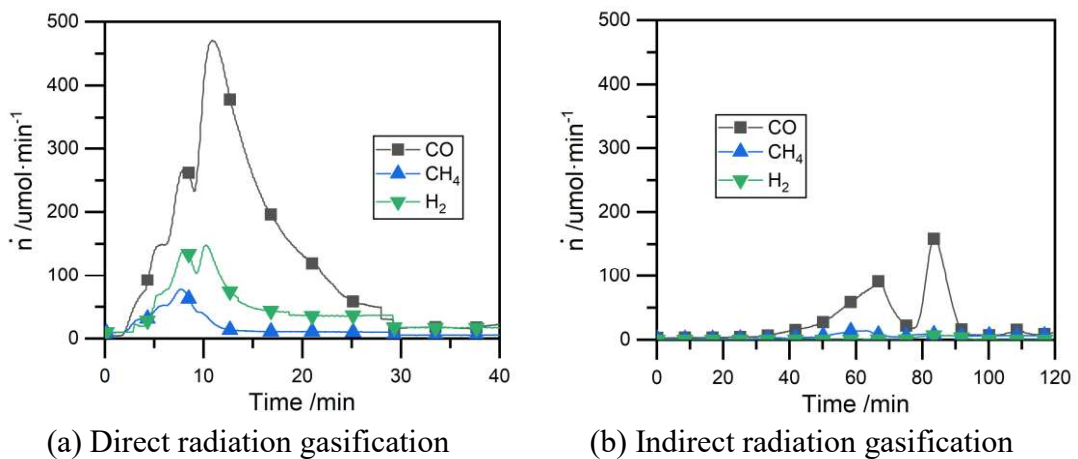 500
400
300
200
100
0
ṅ /umol·min⁻¹
CO
CH₄
H₂
0 10 20 30 40
Time /min
(a) Direct radiation gasification
500
400
300
200
100
0
ṅ /umol·min⁻¹
CO
CH₄
H₂
0 20 40 60 80 100 120
Time /min
(b) Indirect radiation gasification